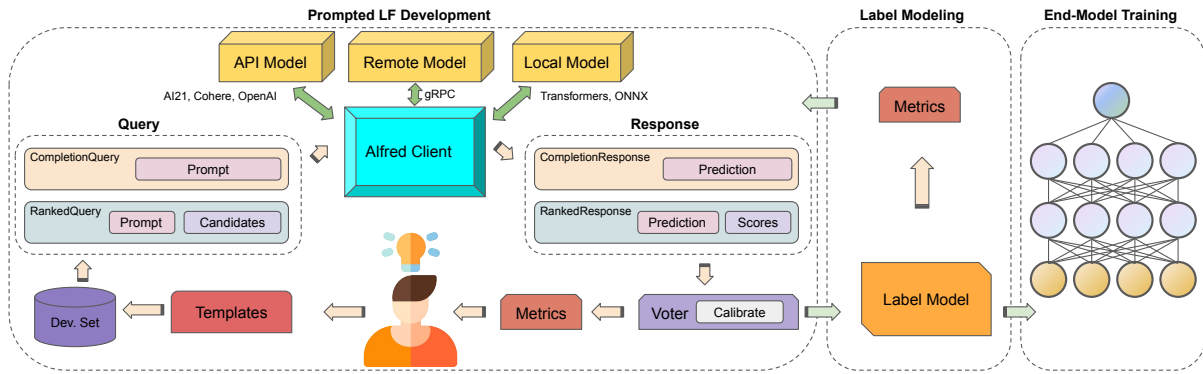 Prompted LF Development
Label Modeling
End-Model Training
API Model
Remote Model
Local Model
AI21, Cohere, OpenAI
gRPC
Transformers, ONNX
Metrics
Query
Response
Alfred Client
CompletionQuery
Prompt
CompletionResponse
Prediction
RankedQuery
Prompt
Candidates
RankedResponse
Prediction
Scores
Dev. Set
Templates
Metrics
Voter
Calibrate
Label Model